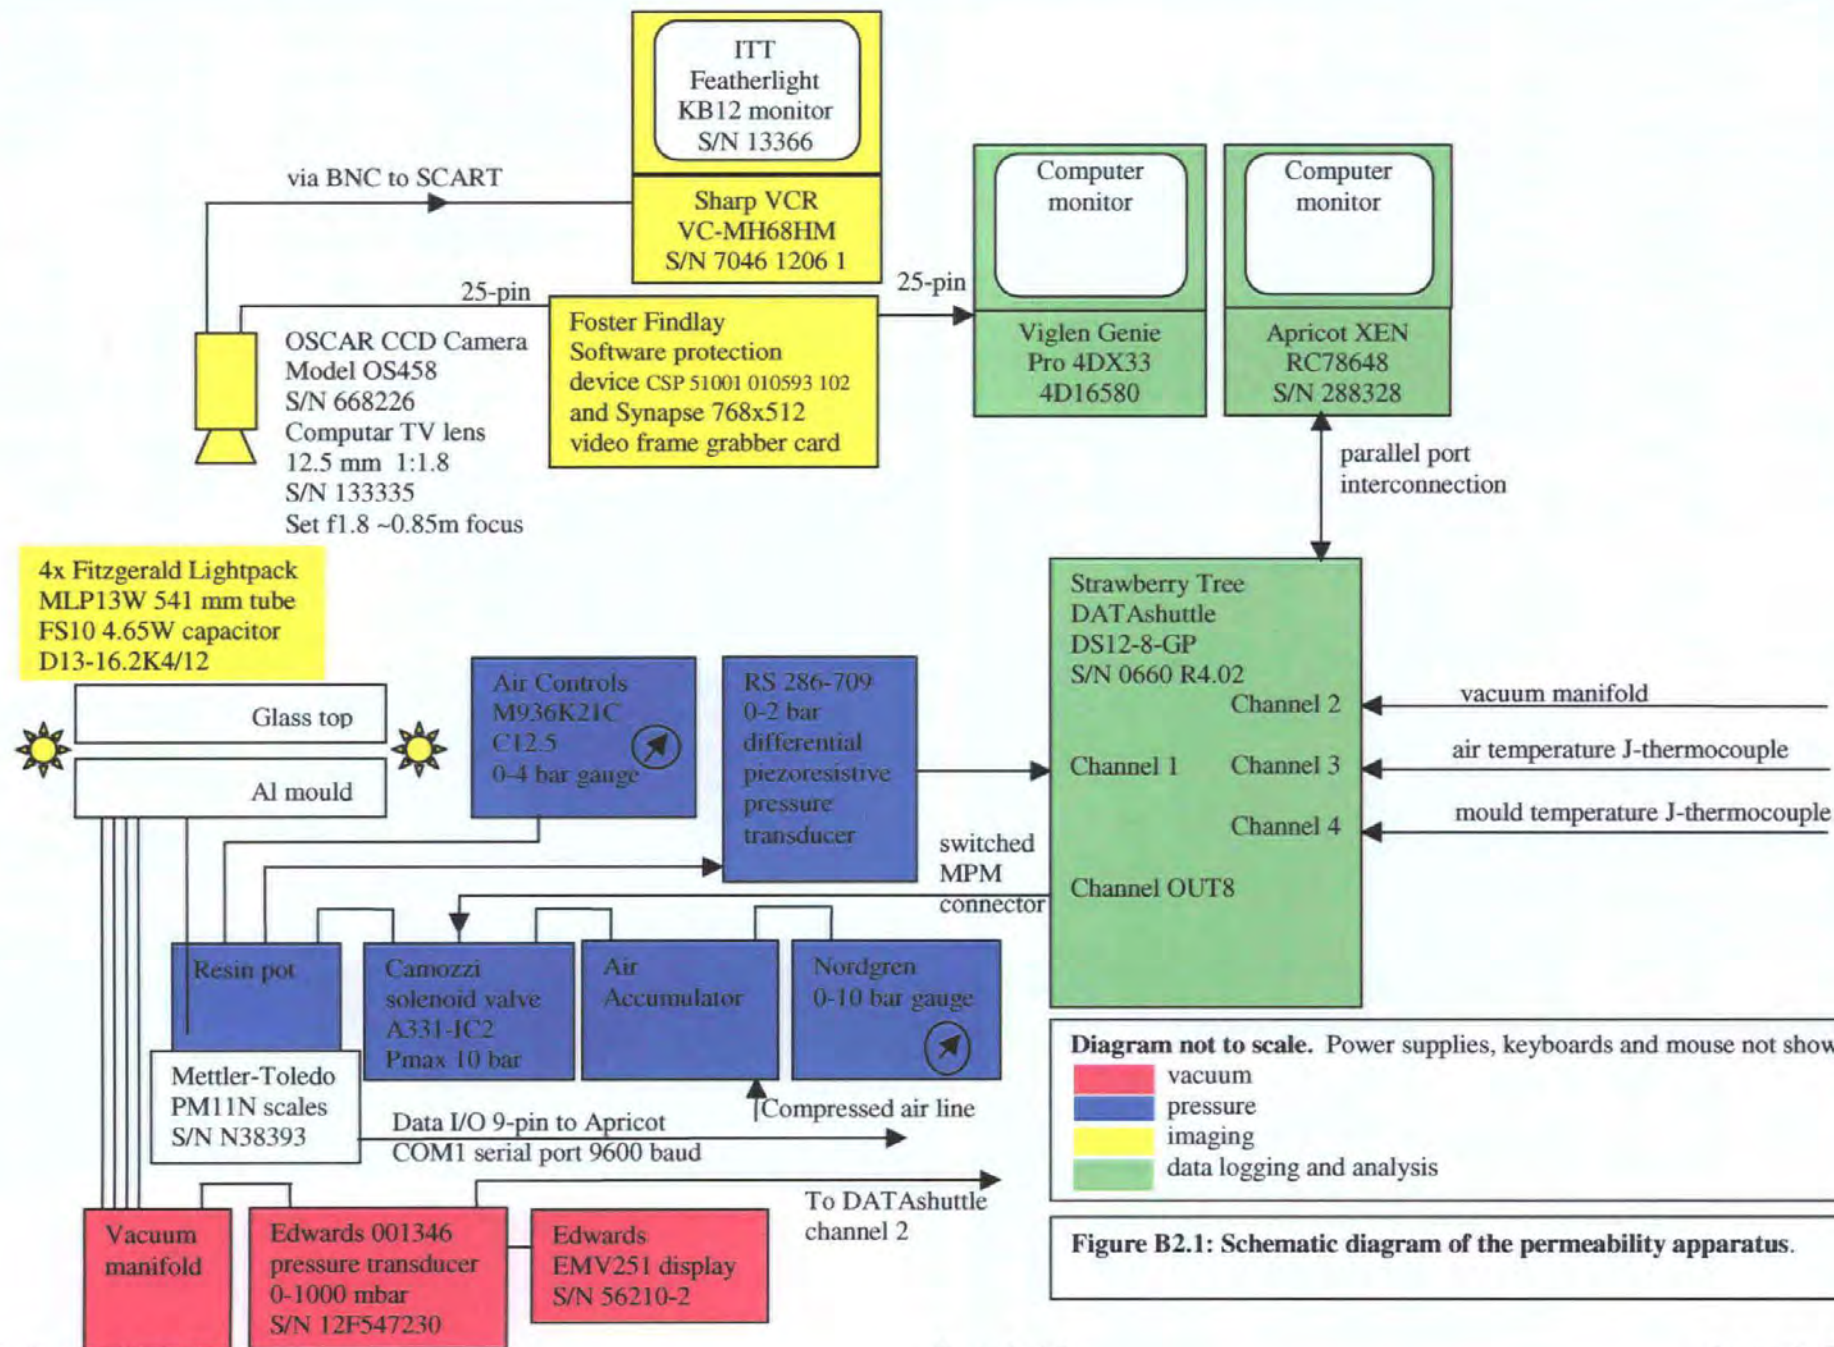 ITT
Featherlight
KB12 monitor
S/N 13366
via BNC to SCART
Sharp VCR
VC-MH68HM
S/N 7046 1206 1
Computer
monitor
Computer
monitor
25-pin
25-pin
OSCAR CCD Camera
Model OS458
S/N 668226
Computar TV lens
12.5 mm 1:1.8
S/N 133335
Set f1.8 ~0.85m focus
Foster Findlay
Software protection
device CSP 51001 010593 102
and Synapse 768x512
video frame grabber card
Viglen Genie
Pro 4DX33
4D16580
Apricot XEN
RC78648
S/N 288328
parallel port
interconnection
4x Fitzgerald Lightpack
MLP13W 541 mm tube
FS10 4.65W capacitor
D13-16.2K4/12
Glass top
Al mould
Air Controls
M936K21C
C12.5
0-4 bar gauge
RS 286-709
0-2 bar
differential
piezoresistive
pressure
transducer
Strawberry Tree
DATAshuttle
DS12-8-GP
S/N 0660 R4.02
Channel 2
Channel 1
Channel 3
Channel 4
Channel OUT8
vacuum manifold
air temperature J-thermocouple
mould temperature J-thermocouple
switched
MPM
connector
Resin pot
Camozzi
solenoid valve
A331-IC2
Pmax 10 bar
Air
Accumulator
Nordgren
0-10 bar gauge
Mettler-Toledo
PM11N scales
S/N N38393
Compressed air line
Data I/O 9-pin to Apricot
COM1 serial port 9600 baud
To DATAshuttle
channel 2
Vacuum
manifold
Edwards 001346
pressure transducer
0-1000 mbar
S/N 12F547230
Edwards
EMV251 display
S/N 56210-2
Diagram not to scale. Power supplies, keyboards and mouse not show
vacuum
pressure
imaging
data logging and analysis
Figure B2.1: Schematic diagram of the permeability apparatus.